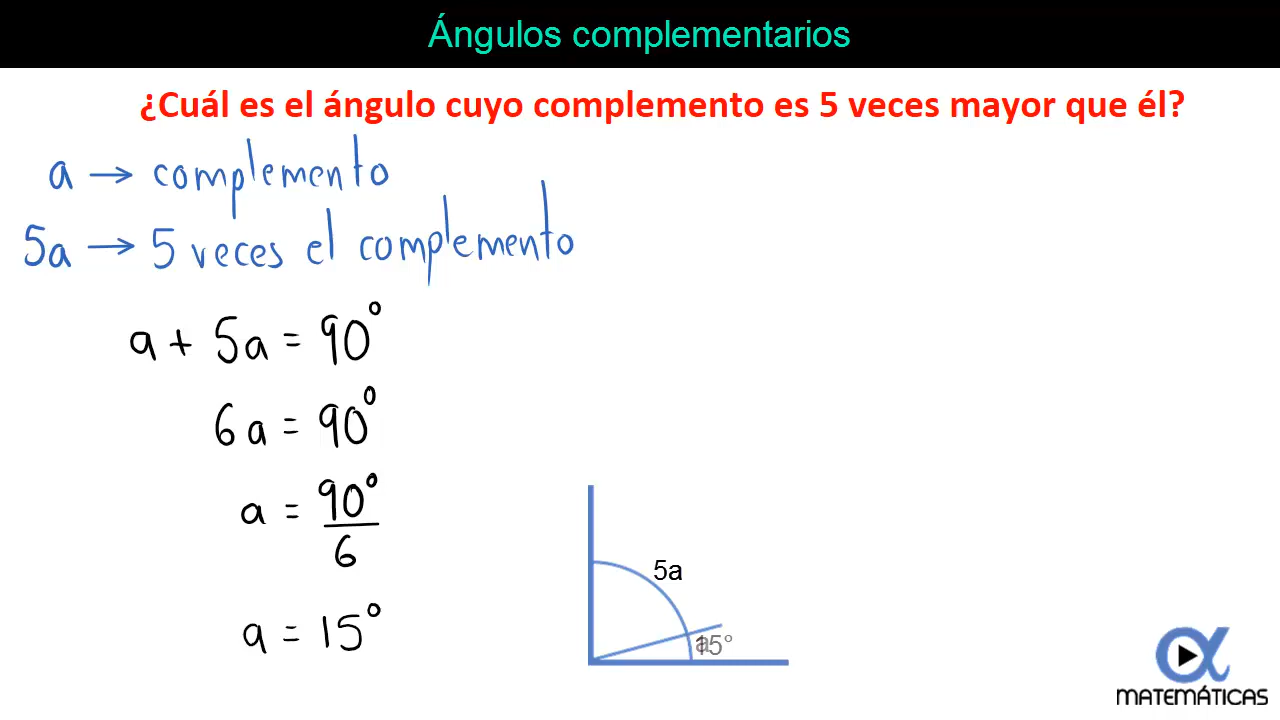 Ángulos complementarios
¿Cuál es el ángulo cuyo complemento es 5 veces mayor que él?
a → complemento
5a → 5 veces el complemento
a + 5a = 90°
6a = 90°
a = 90°/6
a = 15°
5a
15°
MATEMÁTICAS